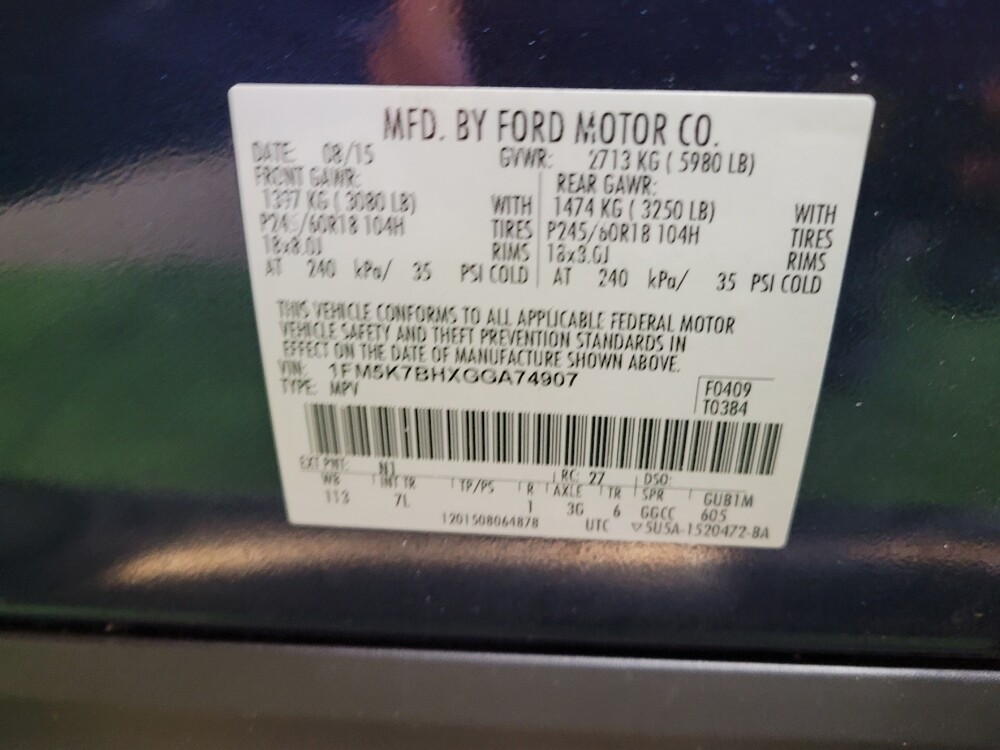 MFD. BY FORD MOTOR CO.
DATE: 08/15 GVWR: 2713 KG ( 5980 LB)
FRONT GAWR: REAR GAWR:
1397 KG ( 3080 LB) WITH 1474 KG ( 3250 LB) WITH
P245/60R18 104H TIRES P245/60R18 104H TIRES
18x8.0J RIMS 18x8.0J RIMS
AT 240 kPa/ 35 PSI COLD AT 240 kPa/ 35 PSI COLD
THIS VEHICLE CONFORMS TO ALL APPLICABLE FEDERAL MOTOR
VEHICLE SAFETY AND THEFT PREVENTION STANDARDS IN
EFFECT ON THE DATE OF MANUFACTURE SHOWN ABOVE.
VIN: 1FM5K7BHXGGA74907
TYPE: MPV
F0409
T0384
EXT PNT: N1 RC: 27 DSO:
WB INT TR TP/PS R AXLE TR SPR GUB1M
113 7L 1 3G 6 GGCC 605
1201508064878 UTC ▽5U5A-1520472-BA